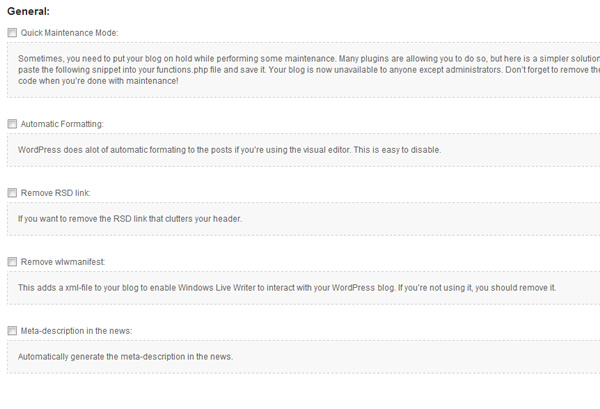 General:
Quick Maintenance Mode:
Sometimes, you need to put your blog on hold while performing some maintenance. Many plugins are allowing you to do so, but here is a simpler solution
paste the following snippet into your functions.php file and save it. Your blog is now unavailable to anyone except administrators. Don't forget to remove the
code when you're done with maintenance!
Automatic Formatting:
WordPress does alot of automatic formating to the posts if you're using the visual editor. This is easy to disable.
Remove RSD link:
If you want to remove the RSD link that clutters your header.
Remove wlwmanifest:
This adds a xml-file to your blog to enable Windows Live Writer to interact with your WordPress blog. If you're not using it, you should remove it.
Meta-description in the news:
Automatically generate the meta-description in the news.